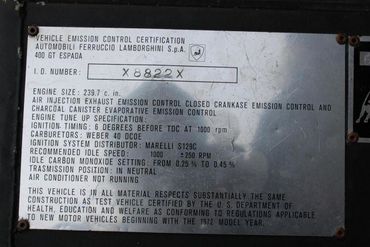 VEHICLE EMISSION CONTROL CERTIFICATION
AUTOMOBILI FERRUCCIO LAMBORGHINI S.p.A.
400 GT ESPADA
I.D. NUMBER: X8822X
ENGINE SIZE: 239.7 c. in.
AIR INJECTION EXHAUST EMISSION CONTROL CLOSED CRANKASE EMISSION CONTROL AND
CHARCOAL CANISTER EVAPORATIVE EMISSION CONTROL
ENGINE TUNE UP SPECIFICATION:
IGNITION TIMING: 6 DEGREES BEFORE TDC AT 1000 rpm
CARBURETORS: WEBER 40 DCOE
IGNITION SYSTEM DISTRIBUTOR: MARELLI S129C
RECOMMENDED IDLE SPEED: 1000 ±250 RPM
IDLE CARBON MONOXIDE SETTING: FROM 0.25 % TO 0.45 %
TRANSMISSION POSITION: IN NEUTRAL
AIR CONDITIONER NOT RUNNING
THIS VEHICLE IS IN ALL MATERIAL RESPECTS SUBSTANTIALLY THE SAME
CONSTRUCTION AS TEST VEHICLE CERTIFIED BY THE U. S. DEPARTMENT OF
HEALTH, EDUCATION AND WELFARE AS CONFORMING TO REGULATIONS APPLICABLE
TO NEW MOTOR VEHICLES BEGINNING WITH THE 1972 MODEL YEAR.